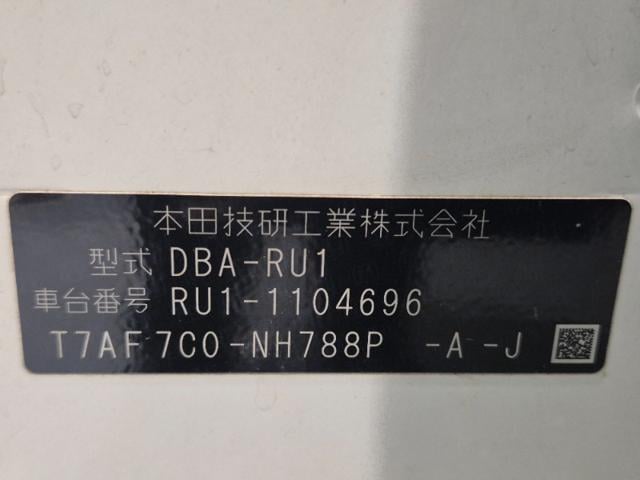 本田技研工業株式会社
型式 DBA-RU1
車台番号 RU1-1104696
T7AF7C0-NH788P -A-J